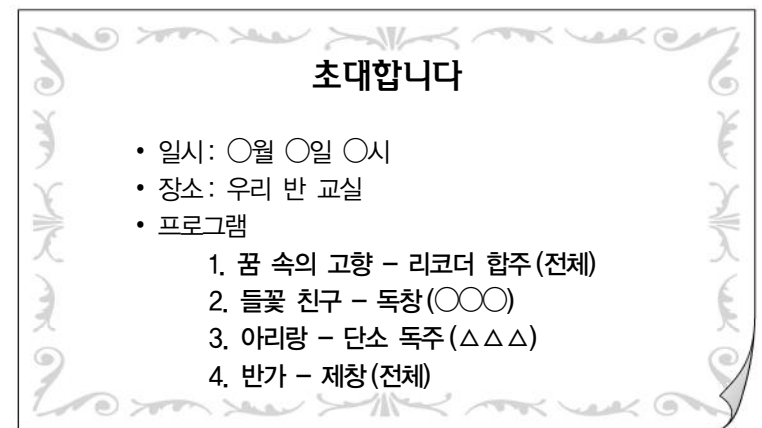 초대합니다
• 일시: ○월 ○일 ○시
• 장소: 우리 반 교실
• 프로그램
1. 꿈 속의 고향 – 리코더 합주(전체)
2. 들꽃 친구 – 독창(○○○)
3. 아리랑 – 단소 독주(△△△)
4. 반가 – 제창(전체)